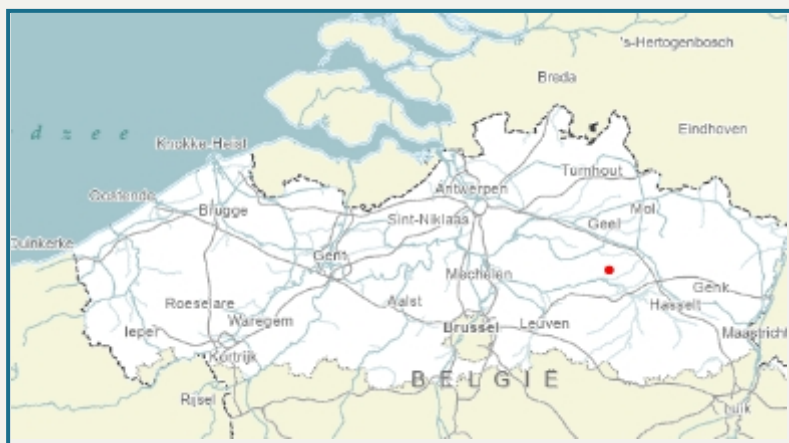 's-Hertogenbosch
Breda
d z e e
Eindhoven
Knokke-Heist
Turnhout
Oostende
Antwerpen
Brugge
Sint-Niklaas
Mol
Geel
Duinkerke
Gent
Mechelen
Genk
Roeselare
Aalst
Hasselt
Ieper
Waregem
Brussel
Leuven
Maastricht
Kortrijk
BELGIË
Rijsel
Luik